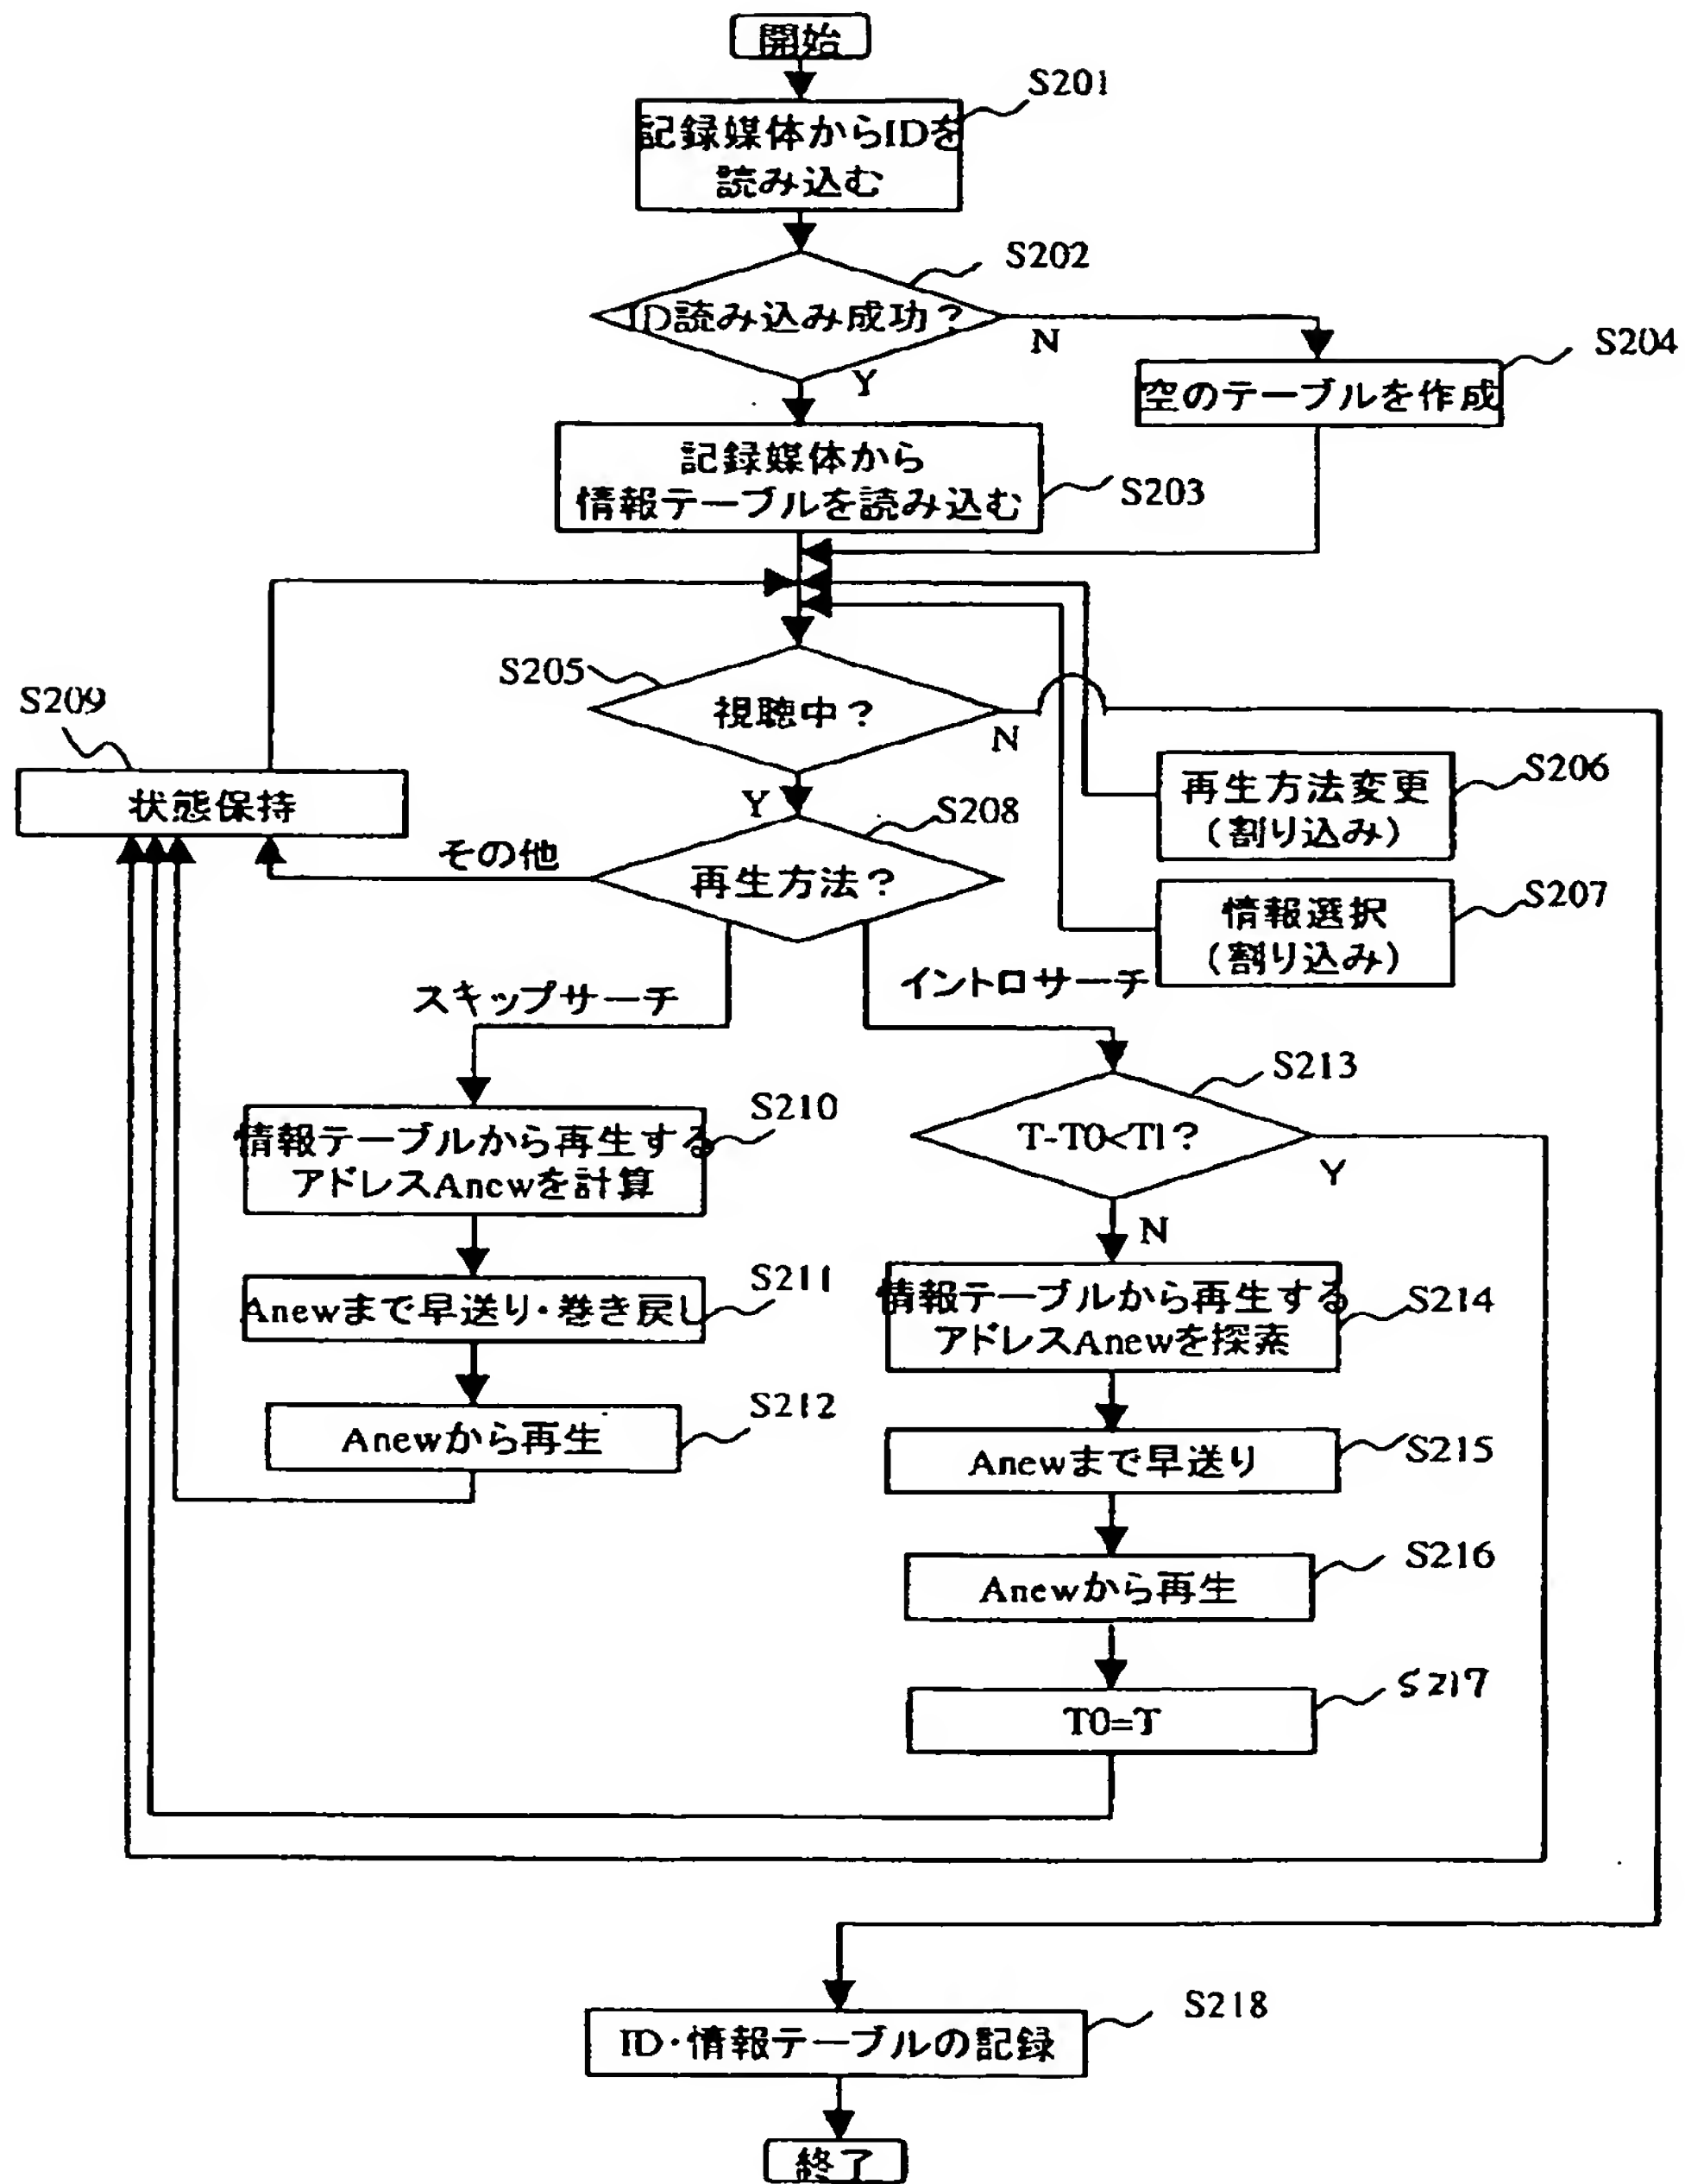 開始
S201
記録媒体からIDを
読み込む
S202
ID読み込み成功？
N
Y
S204
空のテーブルを作成
記録媒体から
情報テーブルを読み込む
S203
S205
視聴中？
N
Y
S209
状態保持
S206
再生方法変更
（割り込み）
S208
再生方法？
その他
S207
情報選択
（割り込み）
スキップサーチ
イントロサーチ
S210
情報テーブルから再生する
アドレスAnewを計算
S213
T-T0<T1？
Y
N
S211
Anewまで早送り・巻き戻し
S214
情報テーブルから再生する
アドレスAnewを探索
S212
Anewから再生
S215
Anewまで早送り
S216
Anewから再生
S217
T0=T
S218
ID・情報テーブルの記録
終了